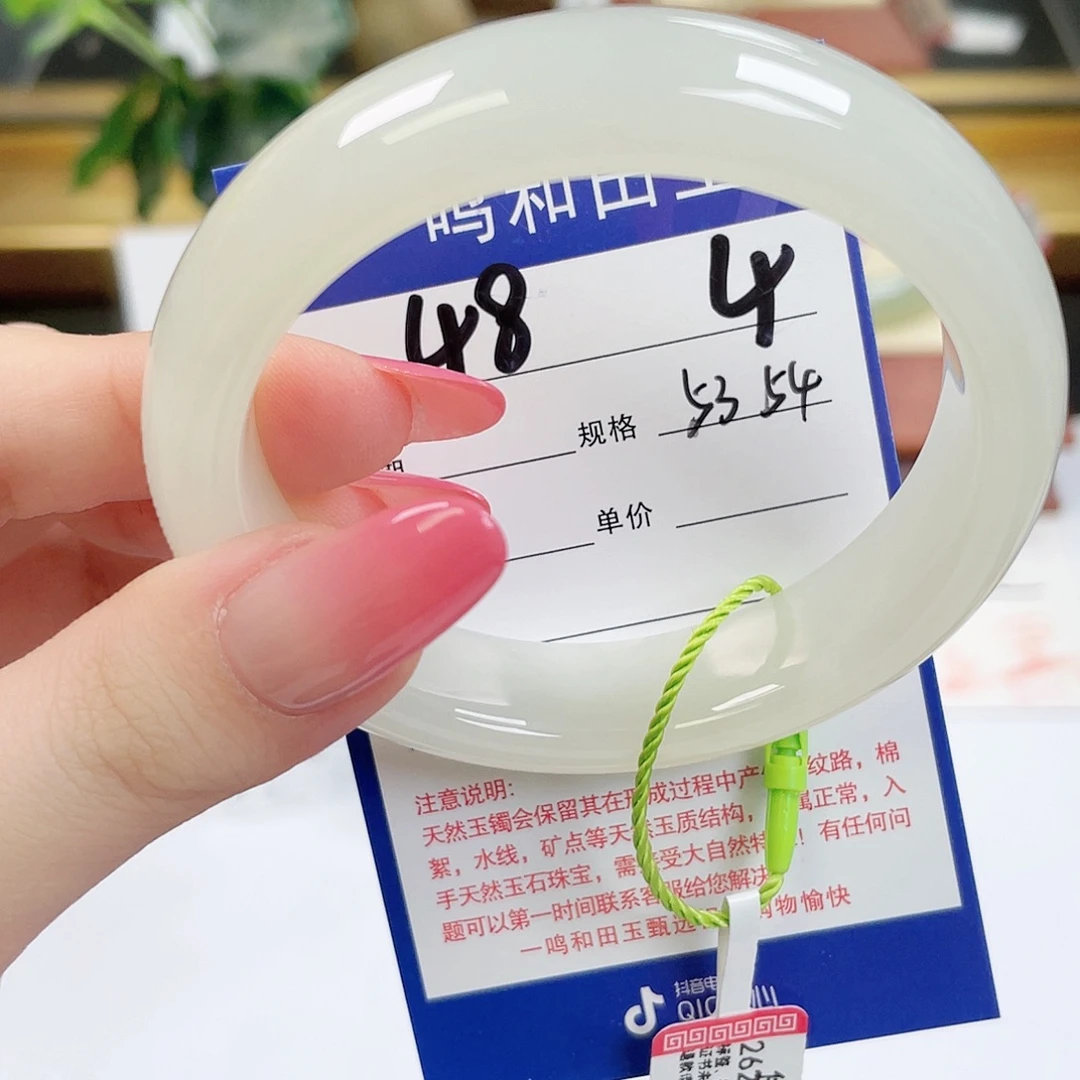 一鸣和田玉
48 4
规格 53 54
单价
注意说明:
天然玉镯会保留其在形成过程中产 纹路，棉
絮，水线，矿点等天然玉质结构， 属正常，入
手天然玉石珠宝，需 受大自然特 ！有任何问
题可以第一时间联系客服给您解决 购物愉快
一鸣和田玉甄选
抖音电
QIO
262